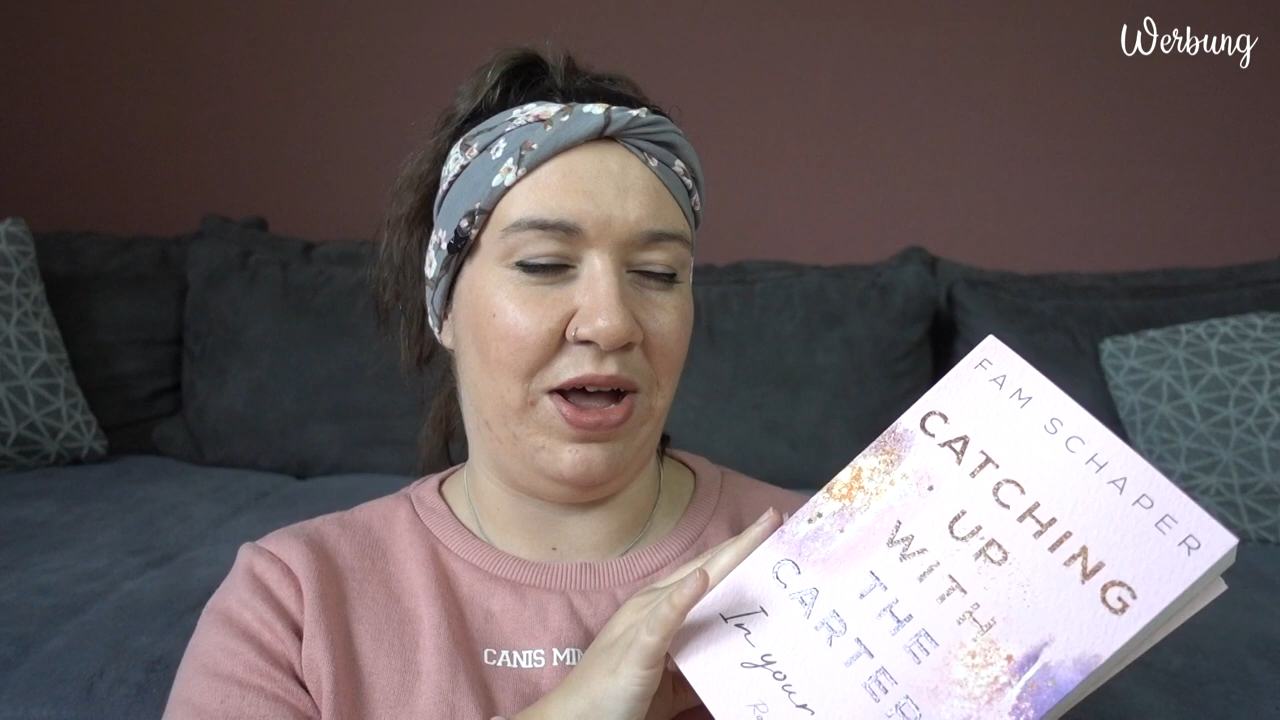 Werbung
FAM SCHAPER
CATCHING
UP
WITH
THE
CARTER
In your
CANIS